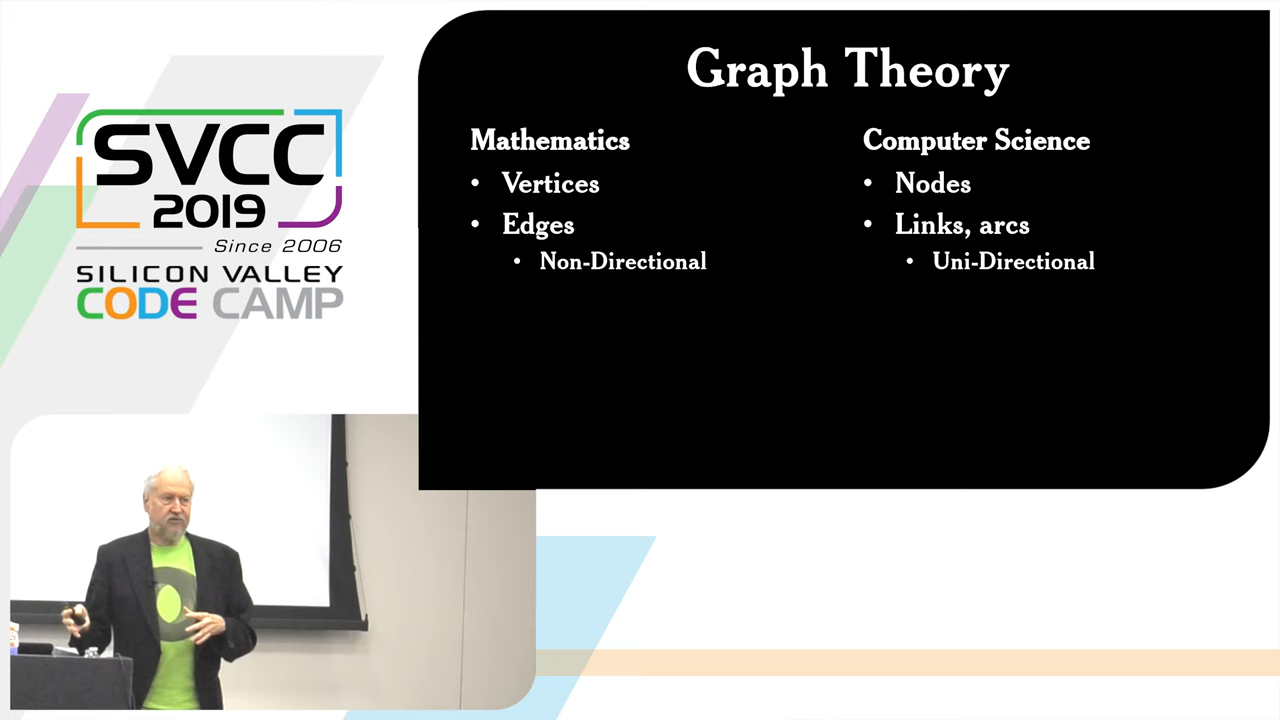 SVCC
2019
Since 2006
SILICON VALLEY
CODE CAMP
Graph Theory
Mathematics
• Vertices
• Edges
• Non-Directional
Computer Science
• Nodes
• Links, arcs
• Uni-Directional